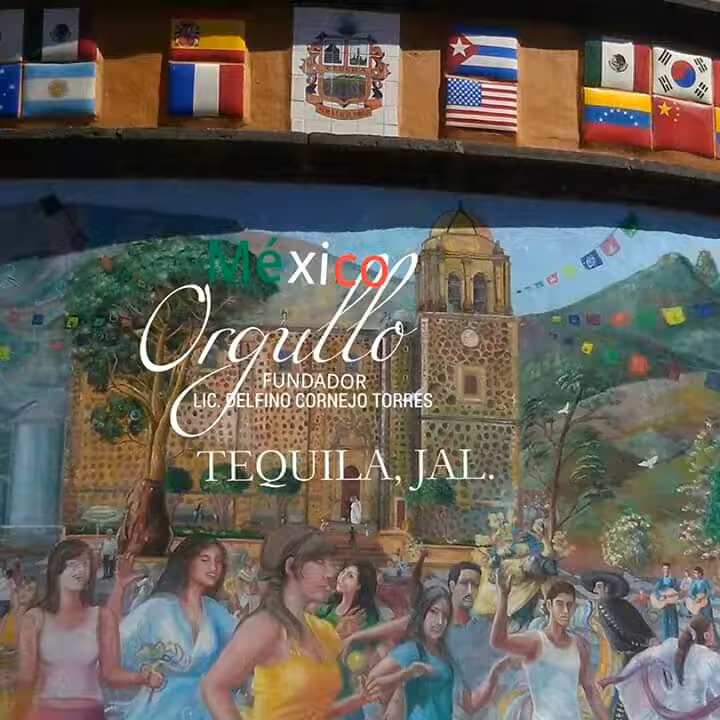 México
Orgullo
FUNDADOR
LIC. DELFINO CORNEJO TORRES
TEQUILA, JAL.